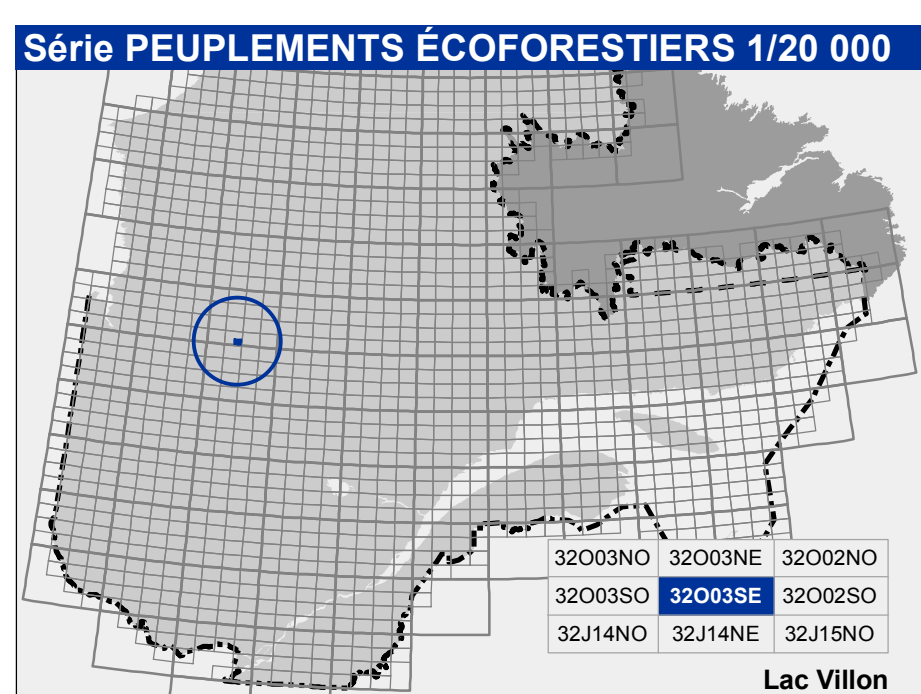 Série PEUPLEMENTS ÉCOFORESTIERS 1/20 000
32O03NO 32O03NE 32O02NO
32O03SO 32O03SE 32O02SO
32J14NO 32J14NE 32J15NO
Lac Villon